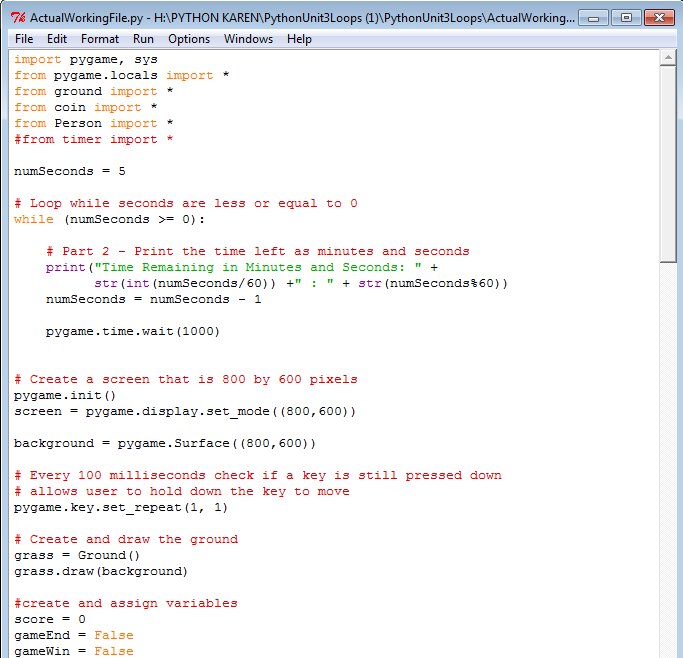 ActualWorkingFile.py - H:\PYTHON KAREN\PythonUnit3Loops (1)\PythonUnit3Loops\ActualWorking...
File Edit Format Run Options Windows Help
import pygame, sys
from pygame.locals import *
from ground import *
from coin import *
from Person import *
#from timer import *
numSeconds = 5
# Loop while seconds are less or equal to 0
while (numSeconds >= 0):
# Part 2 - Print the time left as minutes and seconds
print("Time Remaining in Minutes and Seconds: " +
str(int(numSeconds/60)) +" : " + str(numSeconds%60))
numSeconds = numSeconds - 1
pygame.time.wait(1000)
# Create a screen that is 800 by 600 pixels
pygame.init()
screen = pygame.display.set_mode((800,600))
background = pygame.Surface((800,600))
# Every 100 milliseconds check if a key is still pressed down
# allows user to hold down the key to move
pygame.key.set_repeat(1, 1)
# Create and draw the ground
grass = Ground()
grass.draw(background)
#create and assign variables
score = 0
gameEnd = False
gameWin = False